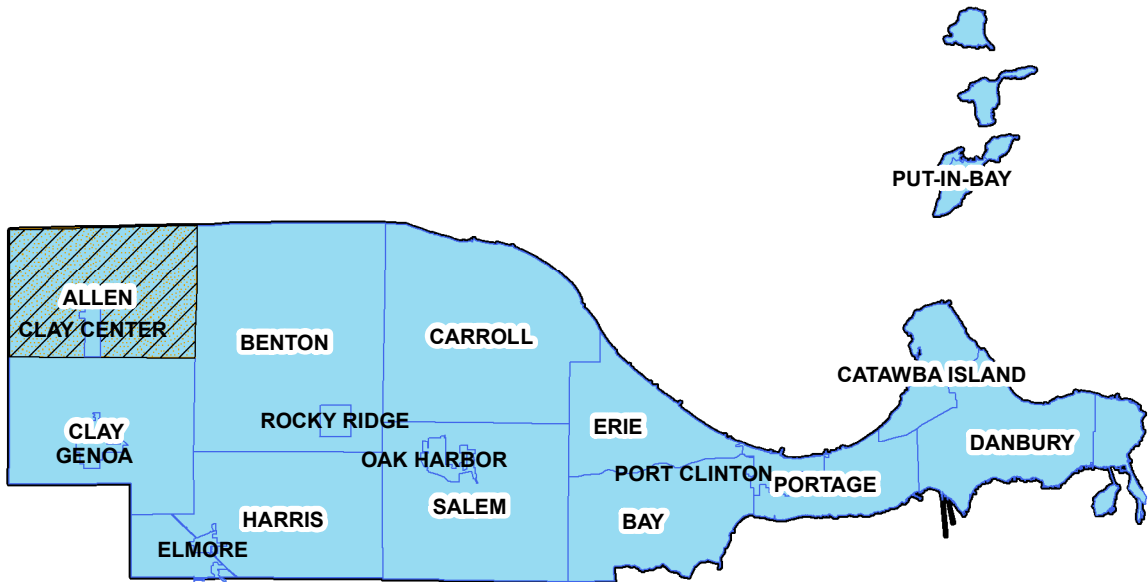 PUT-IN-BAY
ALLEN
CLAY CENTER
BENTON
CARROLL
CATAWBA ISLAND
ROCKY RIDGE
ERIE
CLAY
GENOA
DANBURY
OAK HARBOR
PORT CLINTON
PORTAGE
SALEM
HARRIS
BAY
ELMORE